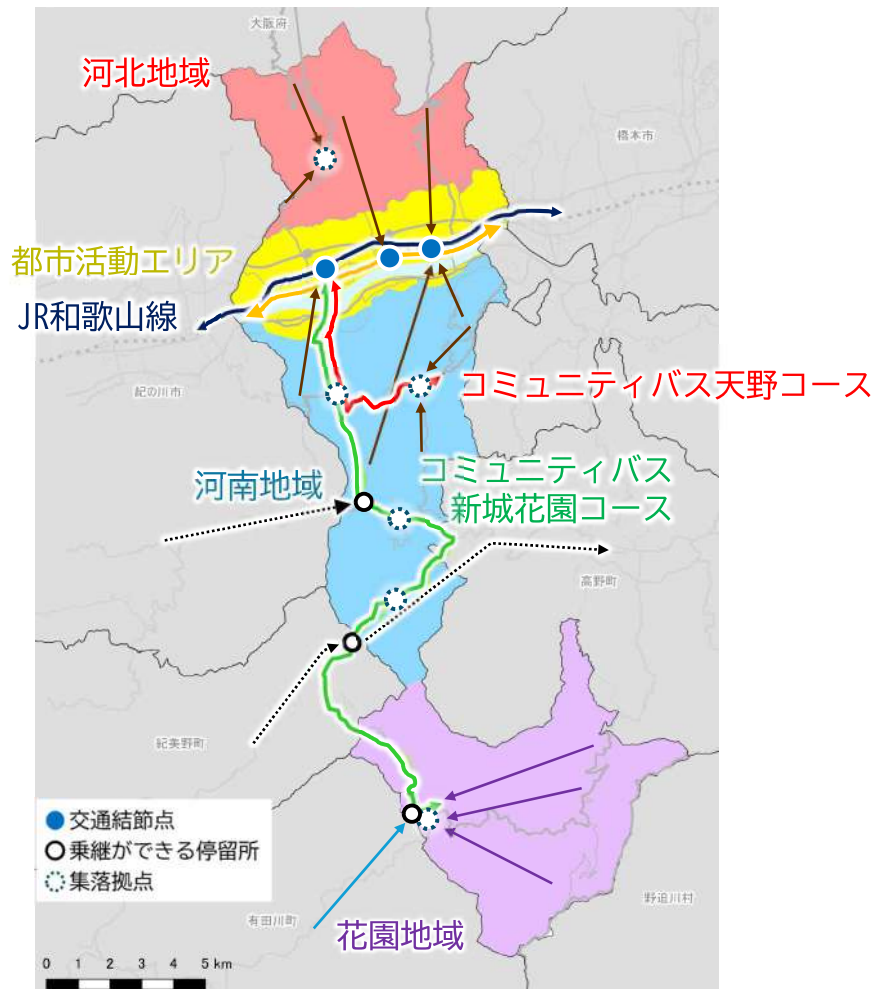 大阪府
河北地域
橋本市
都市活動エリア
JR和歌山線
紀の川市
コミュニティバス天野コース
コミュニティバス
新城花園コース
河南地域
高野町
紀美野町
交通結節点
乗継ができる停留所
集落拠点
野迫川村
有田川町
花園地域
0 1 2 3 4 5 km